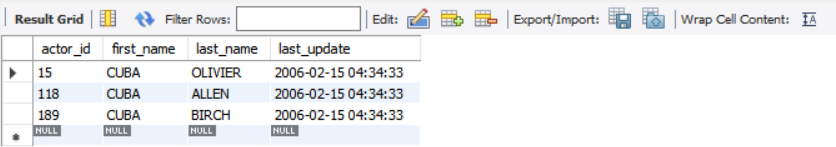 Result Grid Filter Rows: Edit: Export/Import: Wrap Cell Content: IA
actor_id first_name last_name last_update
15 CUBA OLIVIER 2006-02-15 04:34:33
118 CUBA ALLEN 2006-02-15 04:34:33
189 CUBA BIRCH 2006-02-15 04:34:33
NULL NULL NULL NULL